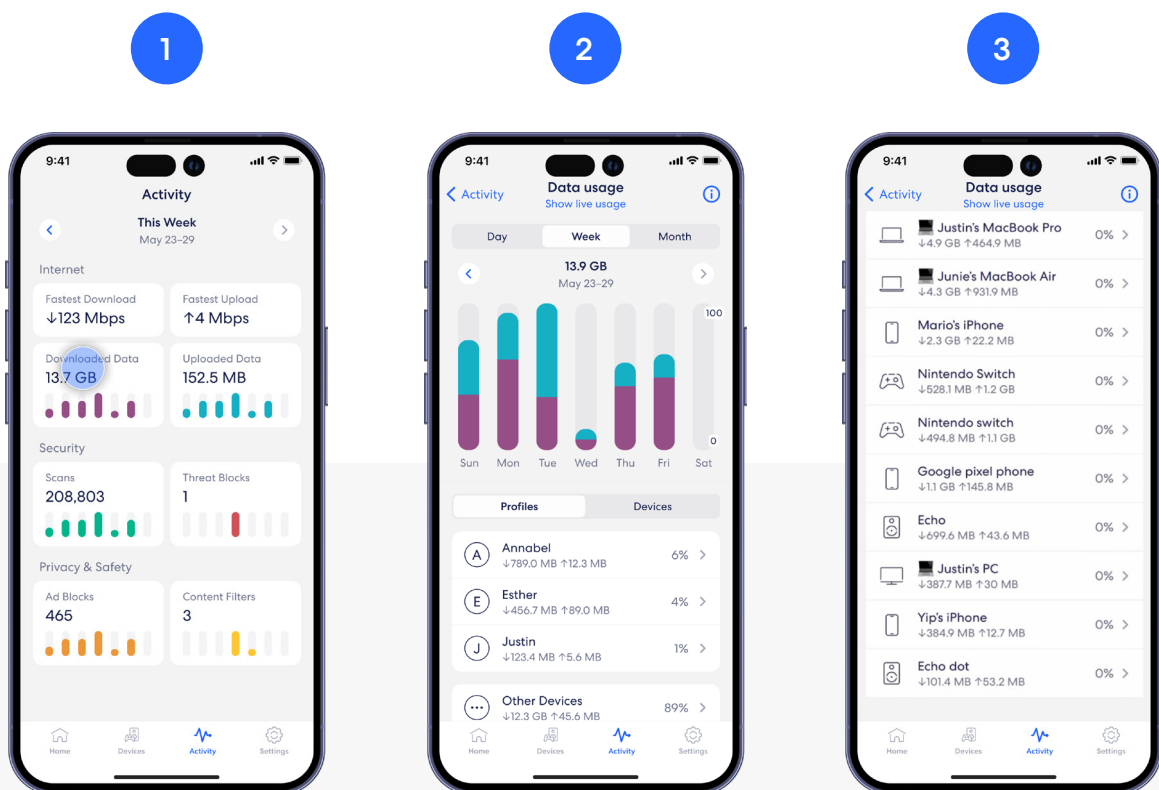 1
2
3
9:41
Activity
This Week
May 23–29
Internet
Fastest Download
↓123 Mbps
Fastest Upload
↑4 Mbps
Downloaded Data
13.7 GB
Uploaded Data
152.5 MB
Security
Scans
208,803
Threat Blocks
1
Privacy & Safety
Ad Blocks
465
Content Filters
3
Home
Devices
Activity
Settings
9:41
Activity
Data usage
Show live usage
Day
Week
Month
13.9 GB
May 23–29
100
0
Sun Mon Tue Wed Thu Fri Sat
Profiles
Devices
A
Annabel
↓789.0 MB ↑12.3 MB
6%
E
Esther
↓456.7 MB ↑89.0 MB
4%
J
Justin
↓123.4 MB ↑5.6 MB
1%
Other Devices
↓12.3 GB ↑45.6 MB
89%
Home
Devices
Activity
Settings
9:41
Activity
Data usage
Show live usage
Justin's MacBook Pro
↓4.9 GB ↑464.9 MB
0%
Junie's MacBook Air
↓4.3 GB ↑931.9 MB
0%
Mario's iPhone
↓2.3 GB ↑22.2 MB
0%
Nintendo Switch
↓528.1 MB ↑1.2 GB
0%
Nintendo switch
↓494.8 MB ↑1.1 GB
0%
Google pixel phone
↓1.1 GB ↑145.8 MB
0%
Echo
↓699.6 MB ↑43.6 MB
0%
Justin's PC
↓387.7 MB ↑30 MB
0%
Yip's iPhone
↓384.9 MB ↑12.7 MB
0%
Echo dot
↓101.4 MB ↑53.2 MB
0%
Home
Devices
Activity
Settings